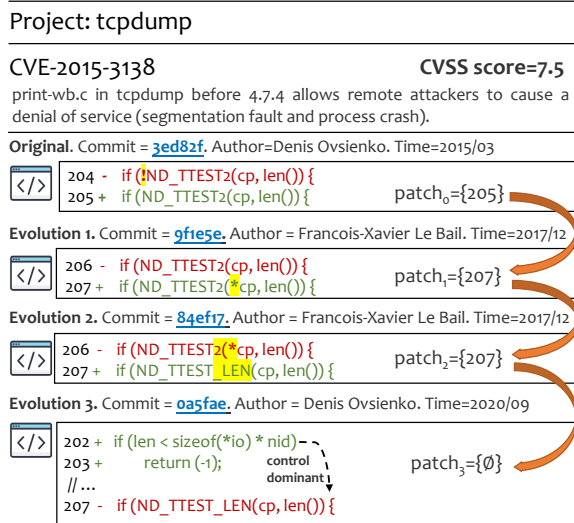 Project: tcpdump
CVE-2015-3138 CVSS score=7.5
print-wb.c in tcpdump before 4.7.4 allows remote attackers to cause a
denial of service (segmentation fault and process crash).
Original. Commit = 3ed82f. Author=Denis Ovsienko. Time=2015/03
</>
204 - if (!ND_TTEST2(cp, len()) {
205 + if (ND_TTEST2(cp, len()) {
patch₀={205}
Evolution 1. Commit = 9f1e5e. Author = Francois-Xavier Le Bail. Time=2017/12
</>
206 - if (ND_TTEST2(cp, len()) {
207 + if (ND_TTEST2(*cp, len()) {
patch₁={207}
Evolution 2. Commit = 84ef17. Author = Francois-Xavier Le Bail. Time=2017/12
</>
206 - if (ND_TTEST2(*cp, len()) {
207 + if (ND_TTEST_LEN(cp, len()) {
patch₂={207}
Evolution 3. Commit = 0a5fae. Author = Denis Ovsienko. Time=2020/09
</>
202 + if (len < sizeof(*io) * nid)
203 + return (-1);
// ...
207 - if (ND_TTEST_LEN(cp, len()) {
control
dominant
patch₃={Ø}